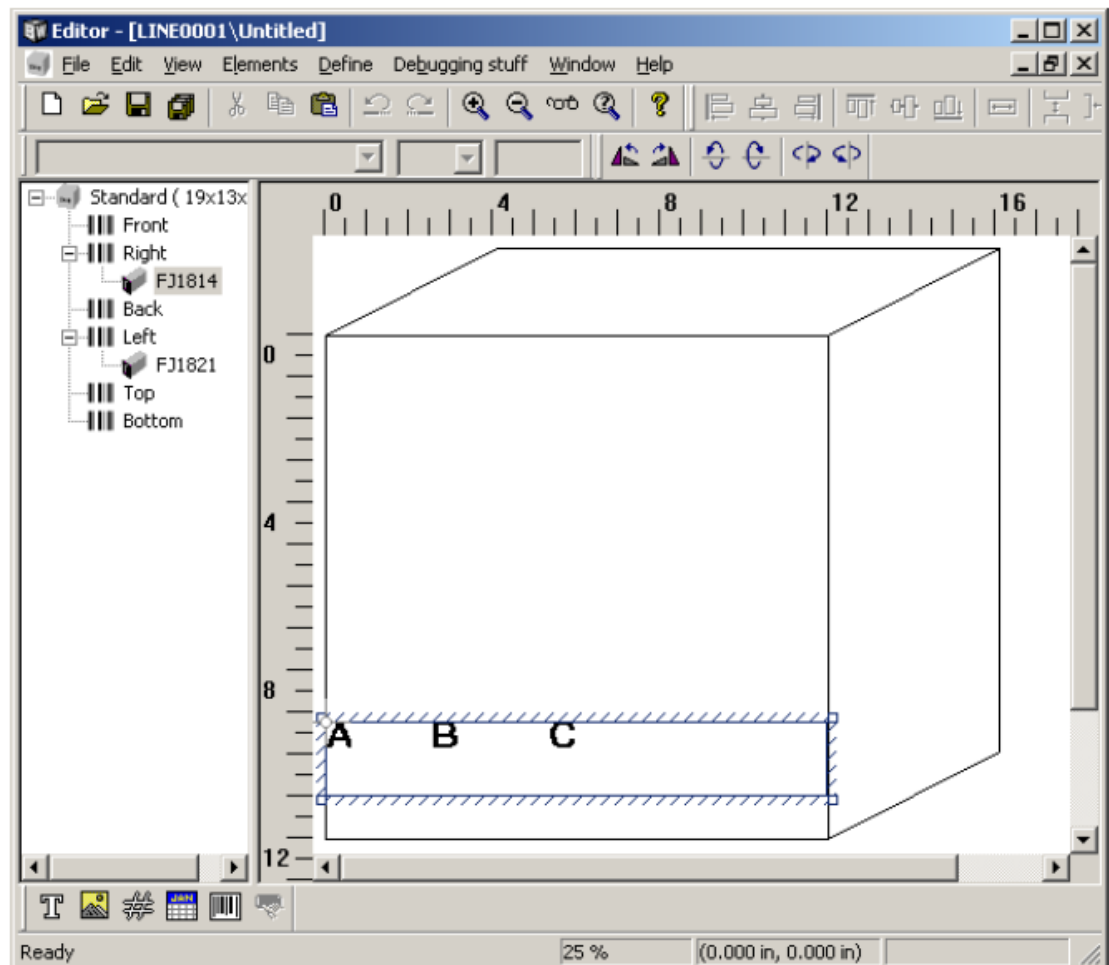 Editor - [LINE0001\Untitled]
File Edit View Elements Define Debugging stuff Window Help
Standard ( 19x13x
Front
Right
FJ1814
Back
Left
FJ1821
Top
Bottom
0 4 8 12 16
0
4
8
12
A B C
Ready 25 % (0.000 in, 0.000 in)